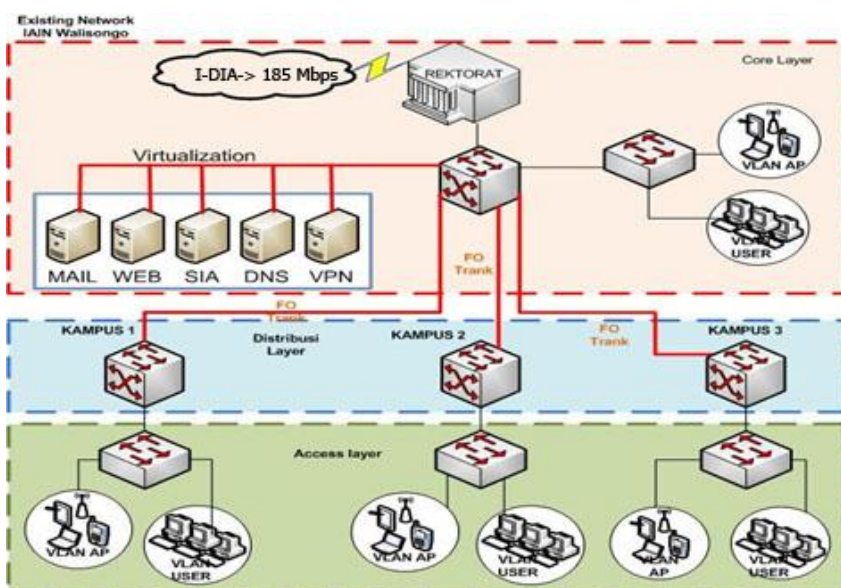 Existing Network
IAIN Walisongo
I-DIA-> 185 Mbps
REKTORAT
Core Layer
VLAN AP
Virtualization
VLAN
USER
MAIL WEB SIA DNS VPN
FO
Trank
FO
Trank
FO
Trank
KAMPUS 1
Distribusi
Layer
KAMPUS 2
KAMPUS 3
Access layer
VLAN AP
VLAN
USER
VLAN AP
VLAN
USER
VLAN
AP
VLAN
USER